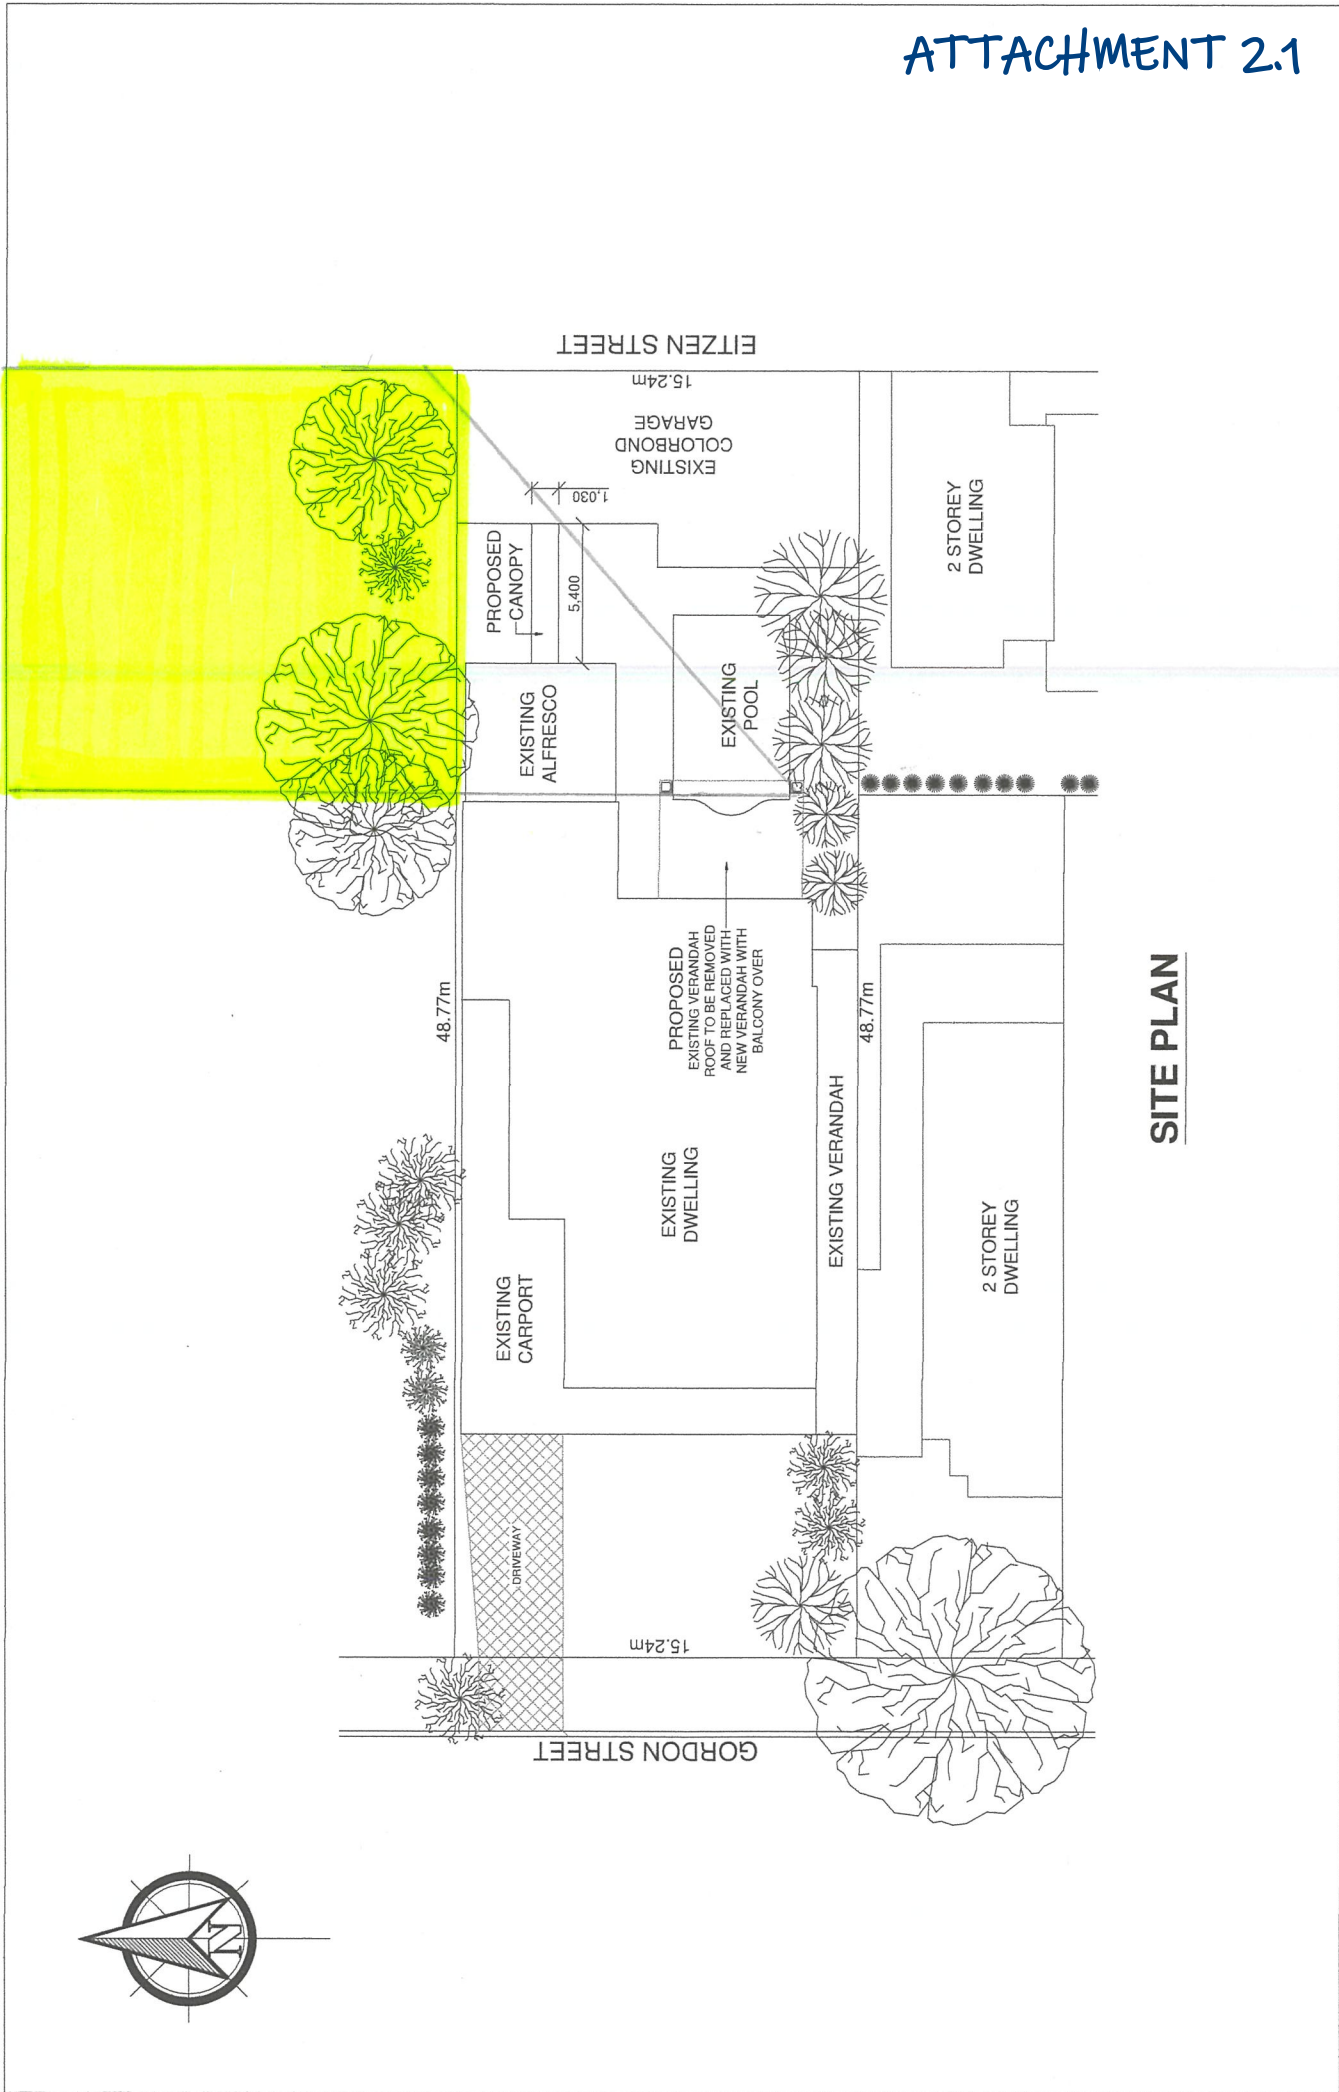 ATTACHMENT 2.1
EITZEN STREET
15.24m
EXISTING
COLORBOND
GARAGE
1,030
PROPOSED
CANOPY
5,400
2 STOREY
DWELLING
EXISTING
ALFRESCO
EXISTING
POOL
PROPOSED
EXISTING VERANDAH
ROOF TO BE REMOVED
AND REPLACED WITH
NEW VERANDAH WITH
BALCONY OVER
48.77m
48.77m
EXISTING
DWELLING
EXISTING VERANDAH
EXISTING
CARPORT
2 STOREY
DWELLING
SITE PLAN
DRIVEWAY
15.24m
GORDON STREET
N